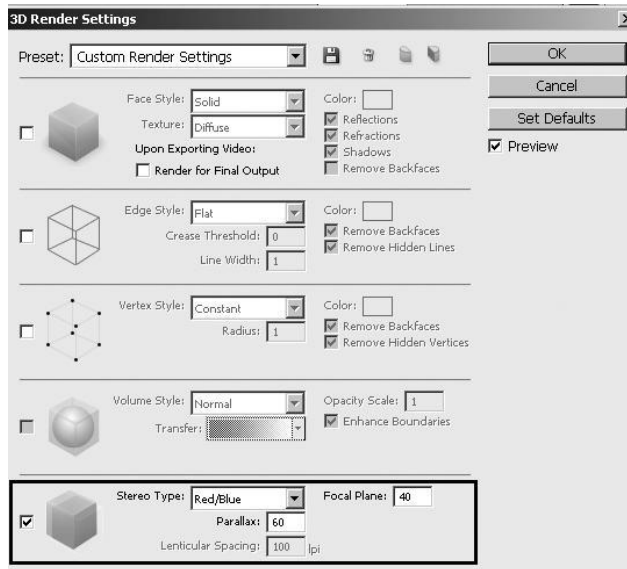 3D Render Settings
Preset: Custom Render Settings
OK
Cancel
Set Defaults
Preview
Face Style: Solid
Texture: Diffuse
Upon Exporting Video:
Render for Final Output
Color:
Reflections
Refractions
Shadows
Remove Backfaces
Edge Style: Flat
Crease Threshold: 0
Line Width: 1
Color:
Remove Backfaces
Remove Hidden Lines
Vertex Style: Constant
Radius: 1
Color:
Remove Backfaces
Remove Hidden Vertices
Volume Style: Normal
Transfer:
Opacity Scale: 1
Enhance Boundaries
Stereo Type: Red/Blue
Parallax: 60
Lenticular Spacing: 100 lpi
Focal Plane: 40